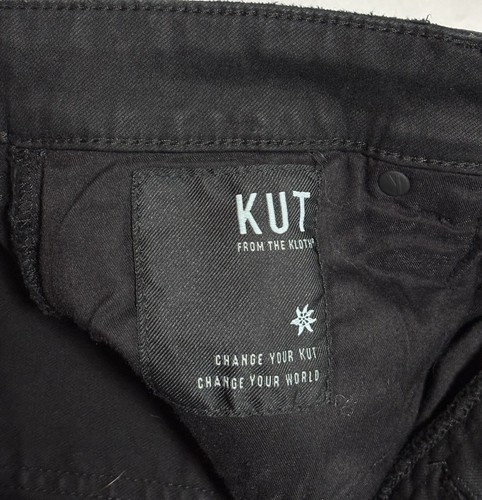 KUT
FROM THE KLOTH®
CHANGE YOUR KUT
CHANGE YOUR WORLD